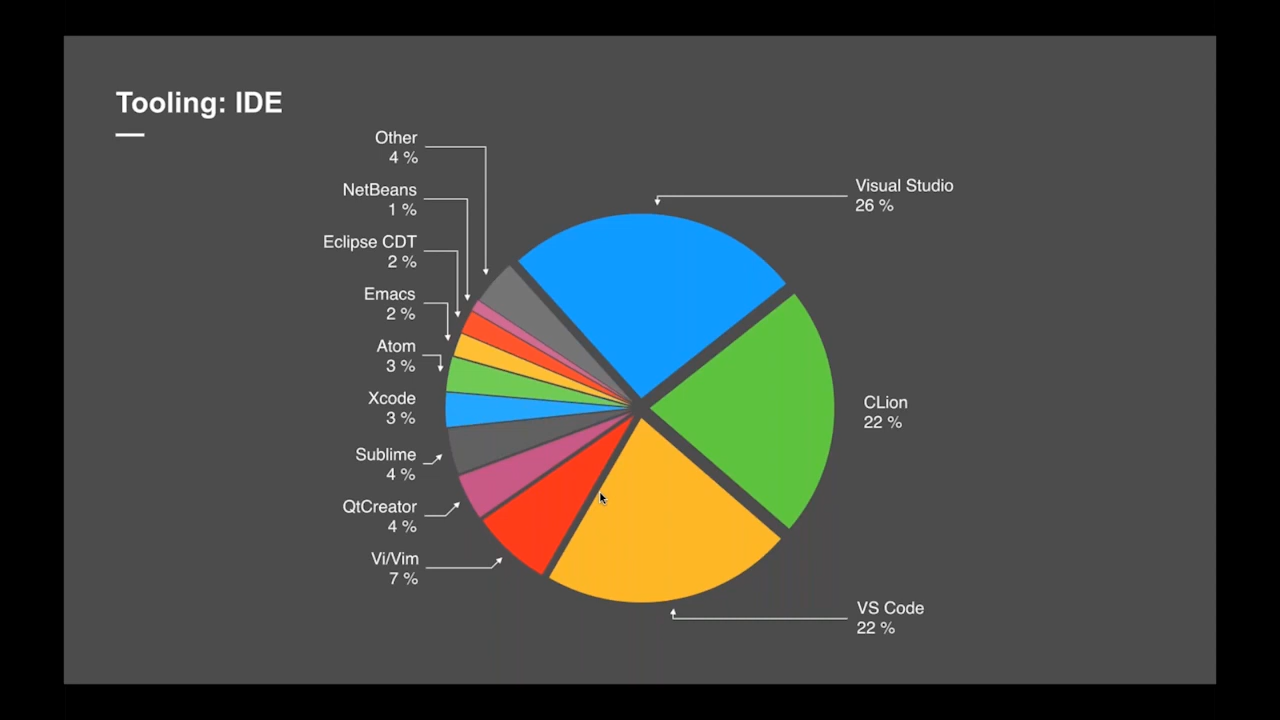 Tooling: IDE
Other
4 %
NetBeans
1 %
Eclipse CDT
2 %
Emacs
2 %
Atom
3 %
Xcode
3 %
Sublime
4 %
QtCreator
4 %
Vi/Vim
7 %
Visual Studio
26 %
CLion
22 %
VS Code
22 %